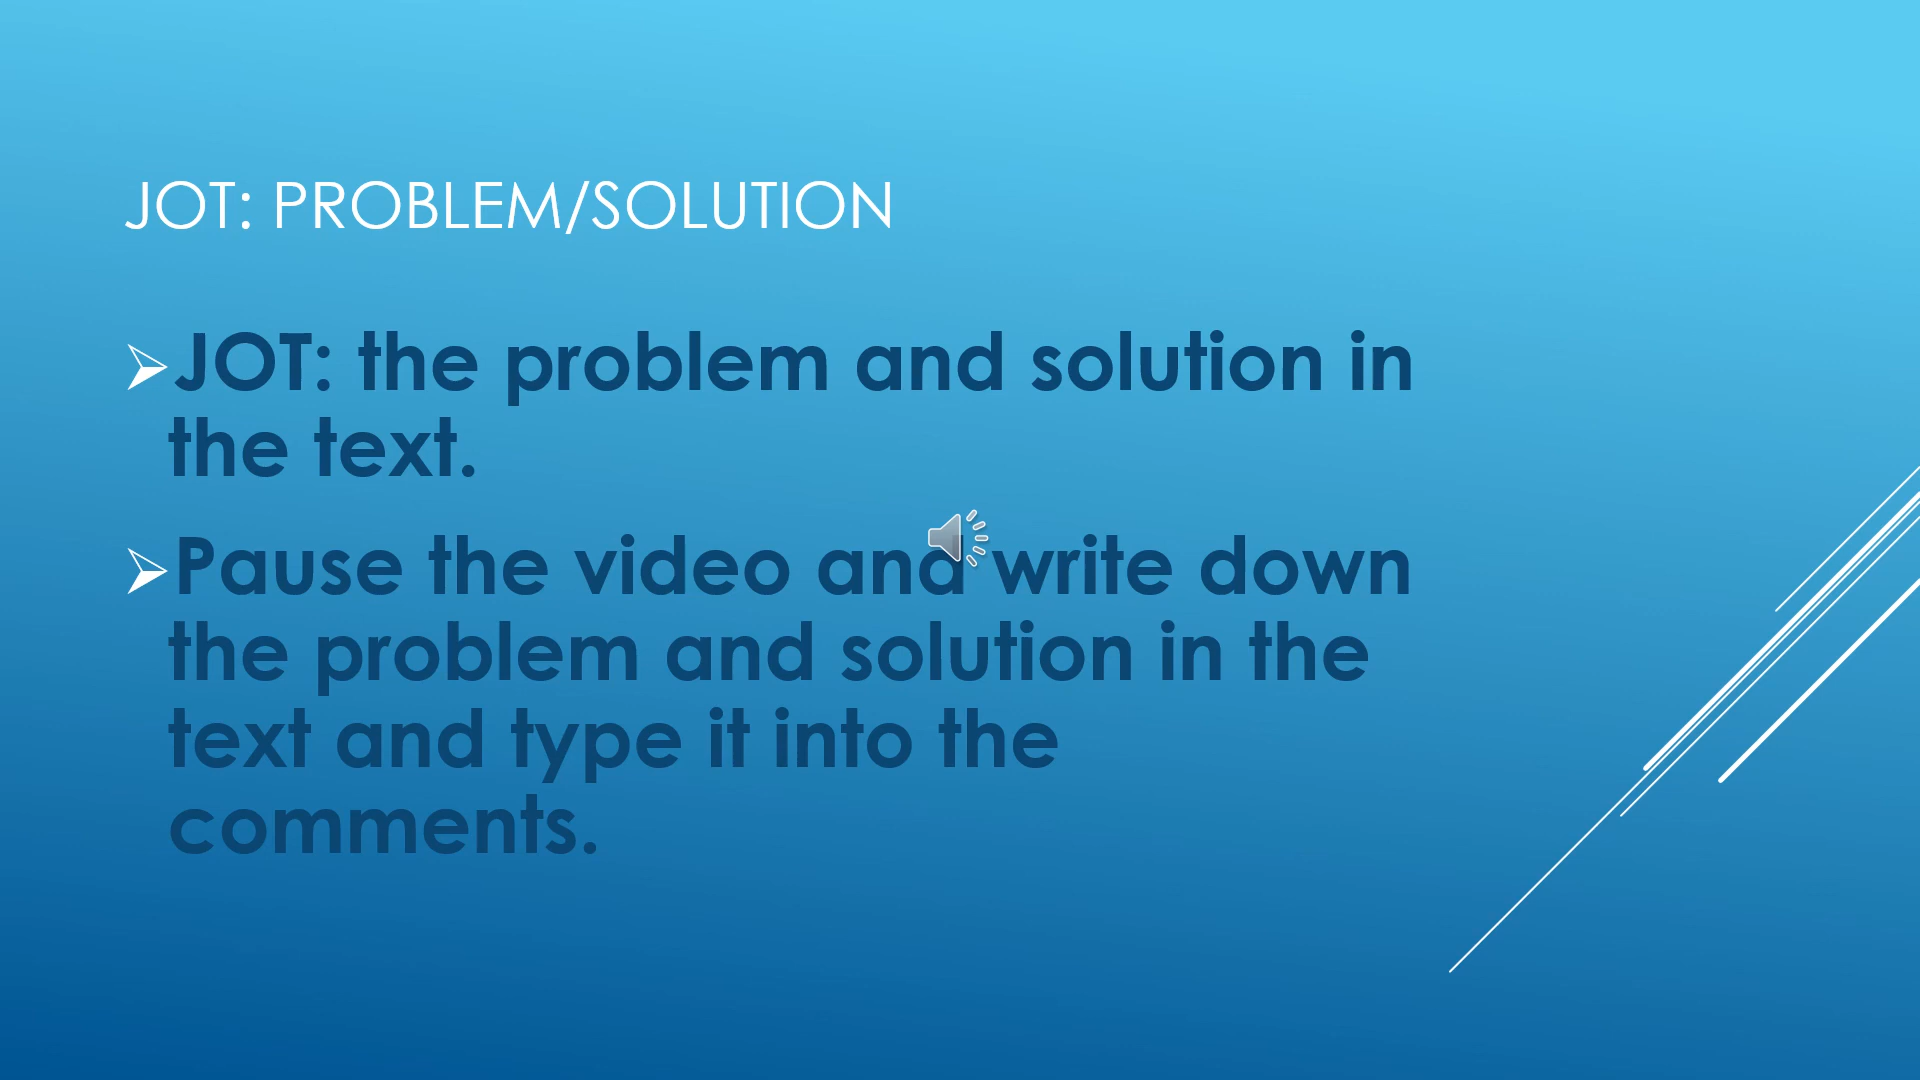 JOT: PROBLEM/SOLUTION
JOT: the problem and solution in
the text.
Pause the video and write down
the problem and solution in the
text and type it into the
comments.